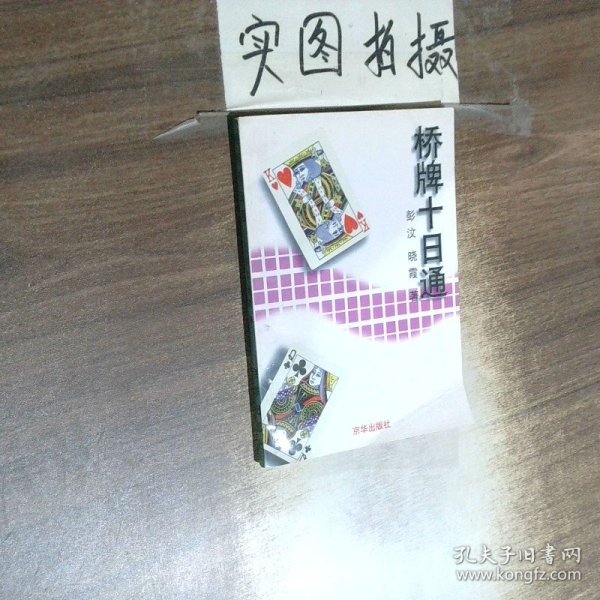 实图拍摄
桥牌十日通
彭汶 晓霞 著
K
K
Q
京华出版社
孔夫子旧书网
www.kongfz.com